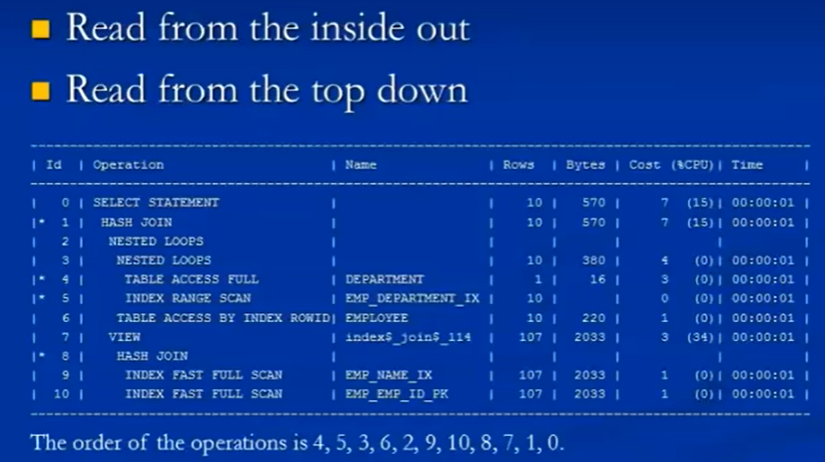 Read from the inside out
Read from the top down
------------------------------------------------------------------------------------------------
| Id | Operation | Name | Rows | Bytes | Cost (%CPU)| Time |
------------------------------------------------------------------------------------------------
| 0 | SELECT STATEMENT | | 10 | 570 | 7 (15)| 00:00:01 |
|* 1 | HASH JOIN | | 10 | 570 | 7 (15)| 00:00:01 |
| 2 | NESTED LOOPS | | | | | |
| 3 | NESTED LOOPS | | 10 | 380 | 4 (0)| 00:00:01 |
|* 4 | TABLE ACCESS FULL | DEPARTMENT | 1 | 16 | 3 (0)| 00:00:01 |
|* 5 | INDEX RANGE SCAN | EMP_DEPARTMENT_IX | 10 | | 0 (0)| 00:00:01 |
| 6 | TABLE ACCESS BY INDEX ROWID| EMPLOYEE | 10 | 220 | 1 (0)| 00:00:01 |
| 7 | VIEW | index$_join$_114 | 107 | 2033 | 3 (34)| 00:00:01 |
|* 8 | HASH JOIN | | | | | |
| 9 | INDEX FAST FULL SCAN | EMP_NAME_IX | 107 | 2033 | 1 (0)| 00:00:01 |
| 10 | INDEX FAST FULL SCAN | EMP_EMP_ID_PK | 107 | 2033 | 1 (0)| 00:00:01 |
------------------------------------------------------------------------------------------------
The order of the operations is 4, 5, 3, 6, 2, 9, 10, 8, 7, 1, 0.